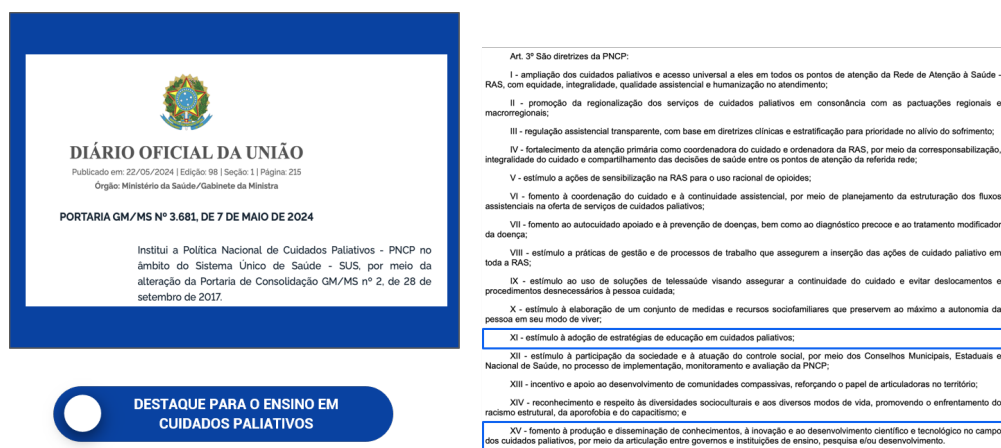 DIÁRIO OFICIAL DA UNIÃO
Publicado em: 22/05/2024 | Edição: 98 | Seção: 1 | Página: 215
Órgão: Ministério da Saúde/Gabinete da Ministra
PORTARIA GM/MS Nº 3.681, DE 7 DE MAIO DE 2024
Institui a Política Nacional de Cuidados Paliativos - PNCP no
âmbito do Sistema Único de Saúde - SUS, por meio da
alteração da Portaria de Consolidação GM/MS nº 2, de 28 de
setembro de 2017.
DESTAQUE PARA O ENSINO EM
CUIDADOS PALIATIVOS
Art. 3º São diretrizes da PNCP:
I - ampliação dos cuidados paliativos e acesso universal a eles em todos os pontos de atenção da Rede de Atenção à Saúde -
RAS, com equidade, integralidade, qualidade assistencial e humanização no atendimento;
II - promoção da regionalização dos serviços de cuidados paliativos em consonância com as pactuações regionais e
macrorregionais;
III - regulação assistencial transparente, com base em diretrizes clínicas e estratificação para prioridade no alívio do sofrimento;
IV - fortalecimento da atenção primária como coordenadora do cuidado e ordenadora da RAS, por meio da corresponsabilização,
integralidade do cuidado e compartilhamento das decisões de saúde entre os pontos de atenção da referida rede;
V - estímulo a ações de sensibilização na RAS para o uso racional de opioides;
VI - fomento à coordenação do cuidado e à continuidade assistencial, por meio de planejamento da estruturação dos fluxos
assistenciais na oferta de serviços de cuidados paliativos;
VII - fomento ao autocuidado apoiado e à prevenção de doenças, bem como ao diagnóstico precoce e ao tratamento modificador
da doença;
VIII - estímulo a práticas de gestão e de processos de trabalho que assegurem a inserção das ações de cuidado paliativo em
toda a RAS;
IX - estímulo ao uso de soluções de telessaúde visando assegurar a continuidade do cuidado e evitar deslocamentos e
procedimentos desnecessários à pessoa cuidada;
X - estímulo à elaboração de um conjunto de medidas e recursos sociofamiliares que preservem ao máximo a autonomia da
pessoa em seu modo de viver;
XI - estímulo à adoção de estratégias de educação em cuidados paliativos;
XII - estímulo à participação da sociedade e à atuação do controle social, por meio dos Conselhos Municipais, Estaduais e
Nacional de Saúde, no processo de implementação, monitoramento e avaliação da PNCP;
XIII - incentivo e apoio ao desenvolvimento de comunidades compassivas, reforçando o papel de articuladoras no território;
XIV - reconhecimento e respeito às diversidades socioculturais e aos diversos modos de vida, promovendo o enfrentamento do
racismo estrutural, da aporofobia e do capacitismo; e
XV - fomento à produção e disseminação de conhecimentos, à inovação e ao desenvolvimento científico e tecnológico no campo
dos cuidados paliativos, por meio da articulação entre governos e instituições de ensino, pesquisa e/ou desenvolvimento.